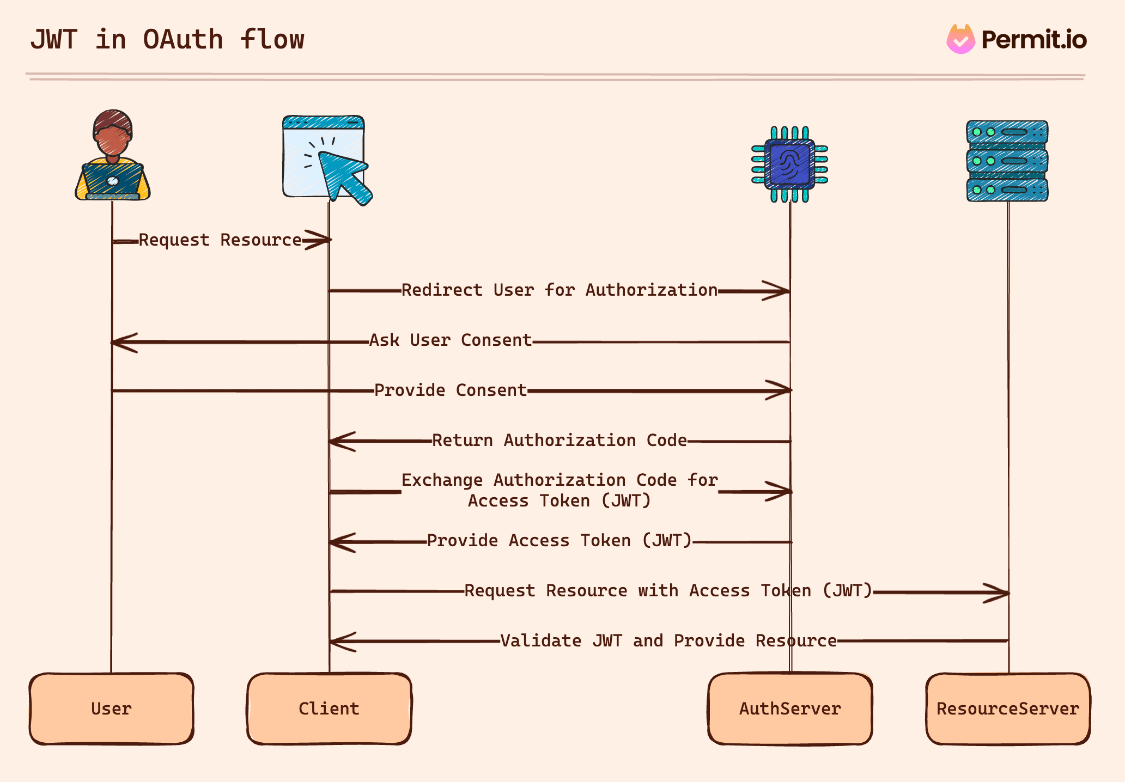 JWT in OAuth flow
Permit.io
Request Resource
Redirect User for Authorization
Ask User Consent
Provide Consent
Return Authorization Code
Exchange Authorization Code for
Access Token (JWT)
Provide Access Token (JWT)
Request Resource with Access Token (JWT)
Validate JWT and Provide Resource
User
Client
AuthServer
ResourceServer